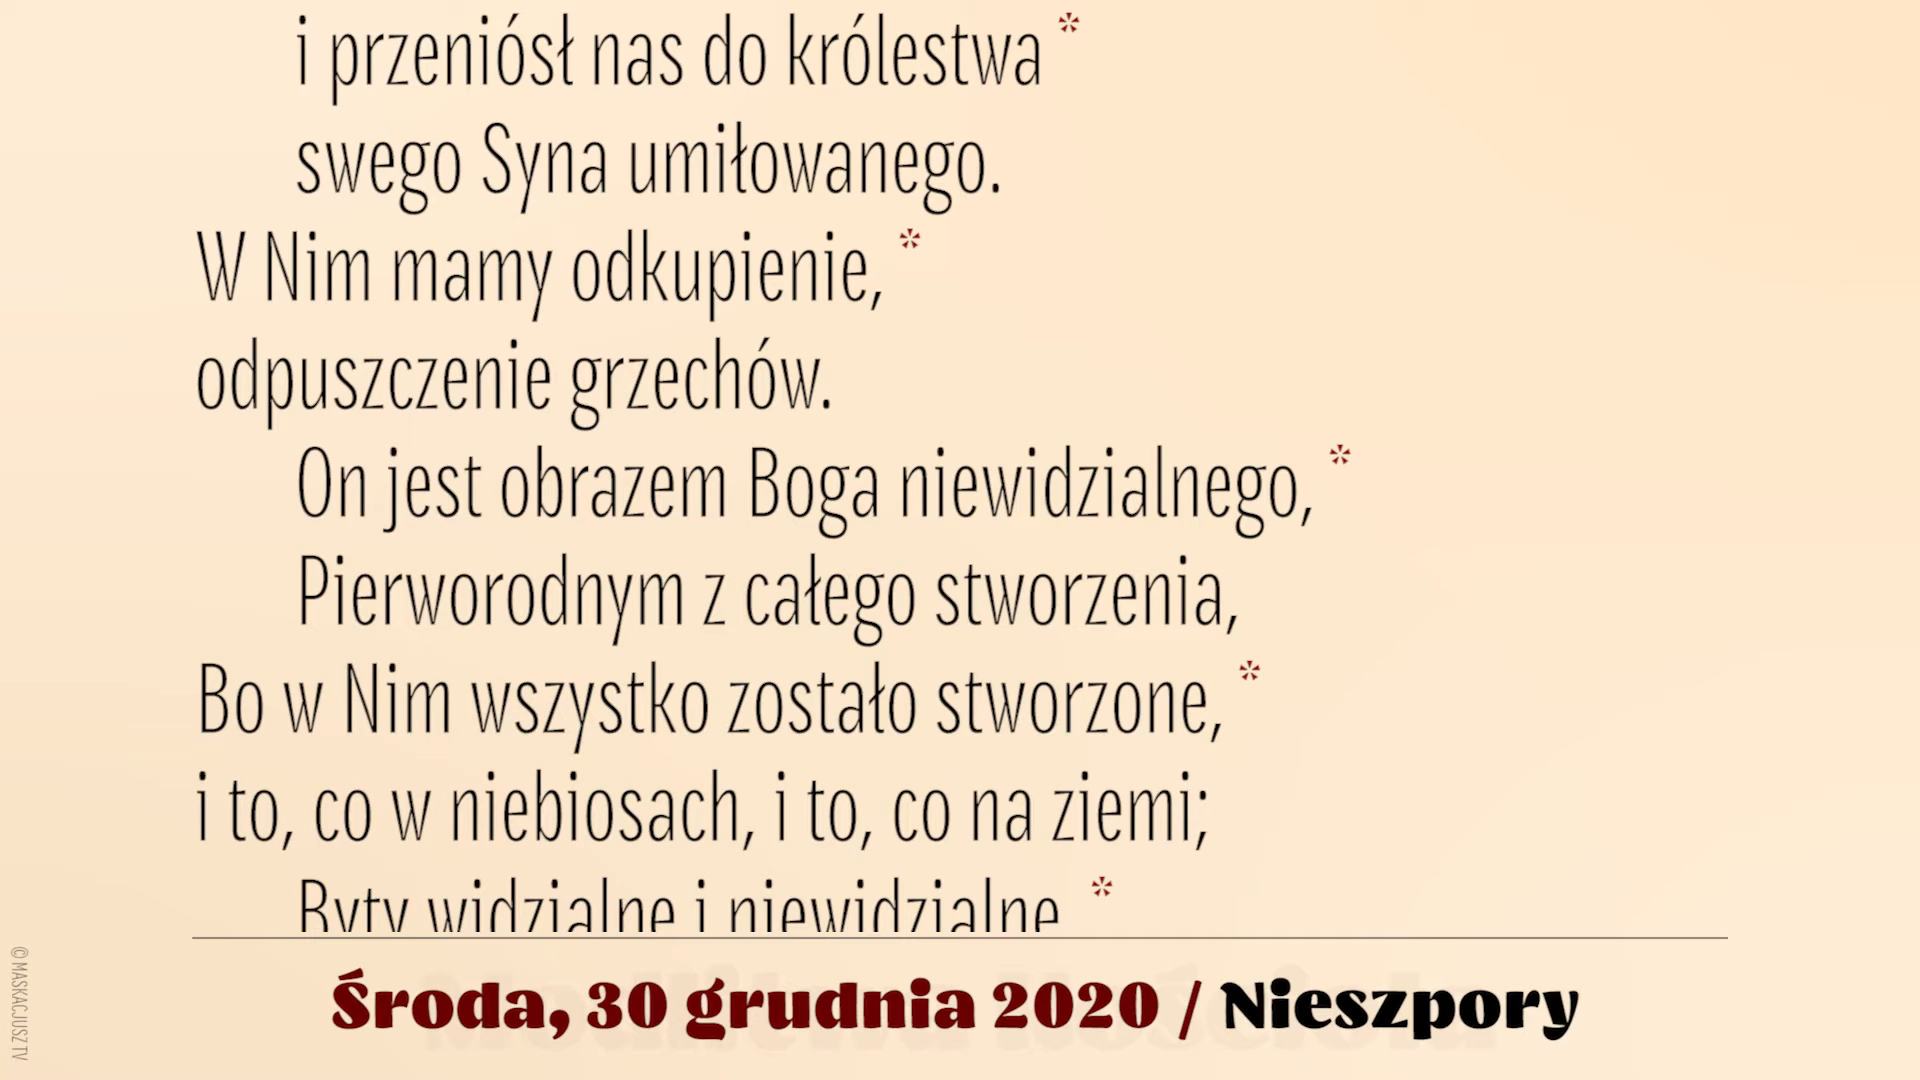 i przeniósł nas do królestwa *
swego Syna umiłowanego.
W Nim mamy odkupienie, *
odpuszczenie grzechów.
On jest obrazem Boga niewidzialnego, *
Pierworodnym z całego stworzenia,
Bo w Nim wszystko zostało stworzone, *
i to, co w niebiosach, i to, co na ziemi;
Byty widzialne i niewidzialne *
Środa, 30 grudnia 2020 / Nieszpory
© MASKACJUSZ TV